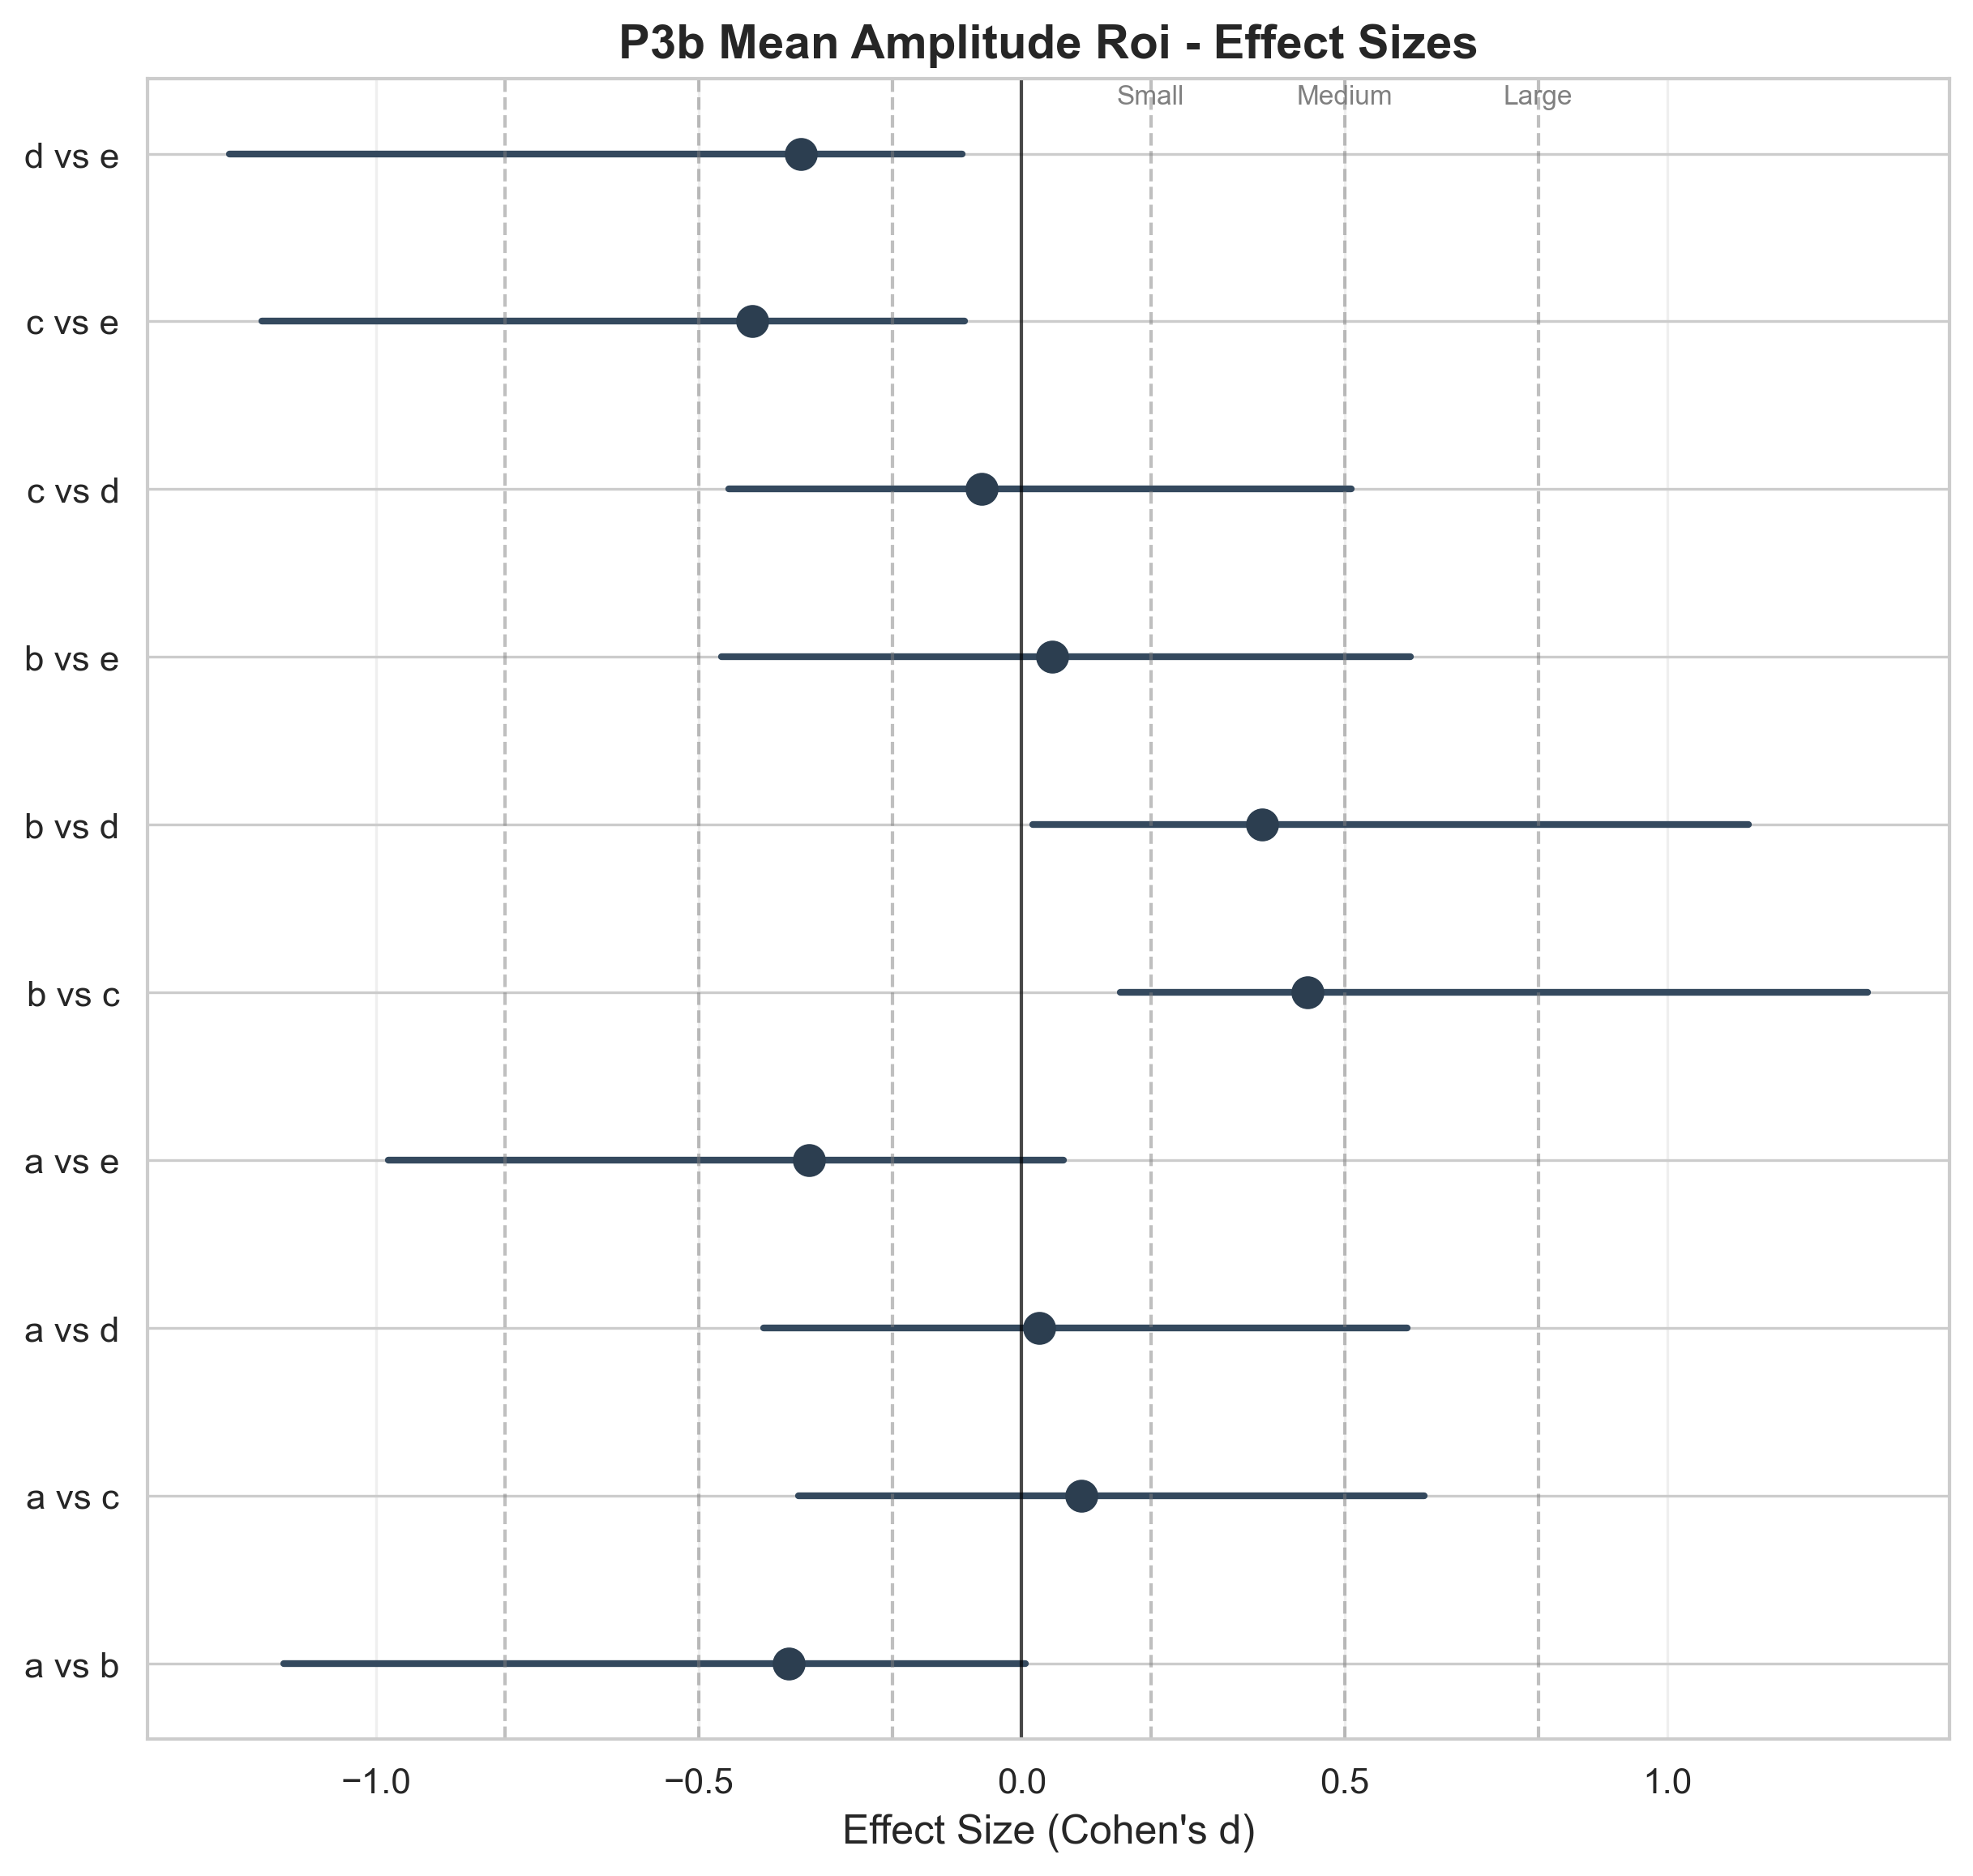 P3b Mean Amplitude Roi - Effect Sizes
Small Medium Large
d vs e
c vs e
c vs d
b vs e
b vs d
b vs c
a vs e
a vs d
a vs c
a vs b
−1.0 −0.5 0.0 0.5 1.0
Effect Size (Cohen's d)